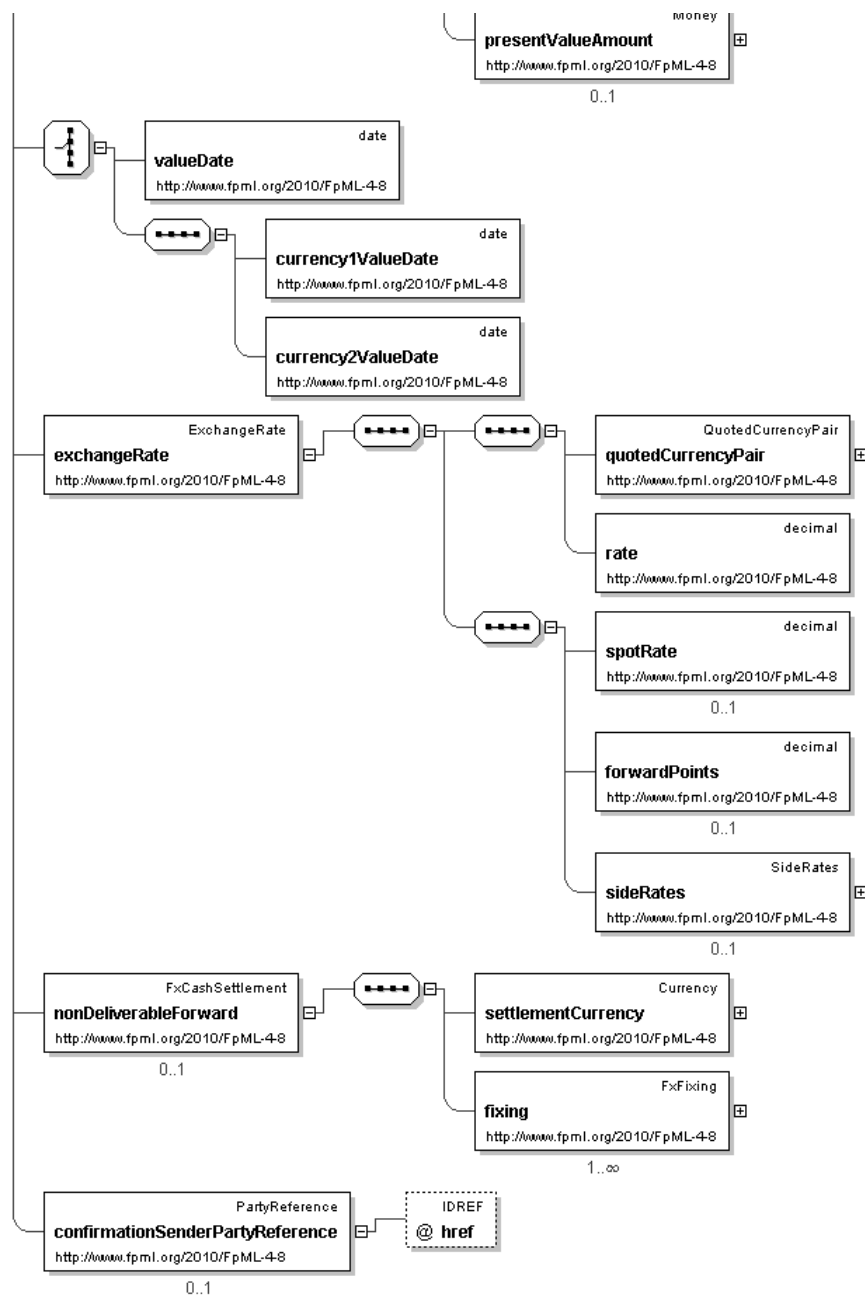 Money
presentValueAmount
http://www.fpml.org/2010/FpML-4-8
0..1
date
valueDate
http://www.fpml.org/2010/FpML-4-8
date
currency1ValueDate
http://www.fpml.org/2010/FpML-4-8
date
currency2ValueDate
http://www.fpml.org/2010/FpML-4-8
ExchangeRate
exchangeRate
http://www.fpml.org/2010/FpML-4-8
QuotedCurrencyPair
quotedCurrencyPair
http://www.fpml.org/2010/FpML-4-8
decimal
rate
http://www.fpml.org/2010/FpML-4-8
decimal
spotRate
http://www.fpml.org/2010/FpML-4-8
0..1
decimal
forwardPoints
http://www.fpml.org/2010/FpML-4-8
0..1
SideRates
sideRates
http://www.fpml.org/2010/FpML-4-8
0..1
FxCashSettlement
nonDeliverableForward
http://www.fpml.org/2010/FpML-4-8
0..1
Currency
settlementCurrency
http://www.fpml.org/2010/FpML-4-8
FxFixing
fixing
http://www.fpml.org/2010/FpML-4-8
1..∞
PartyReference
confirmationSenderPartyReference
http://www.fpml.org/2010/FpML-4-8
0..1
IDREF
@ href